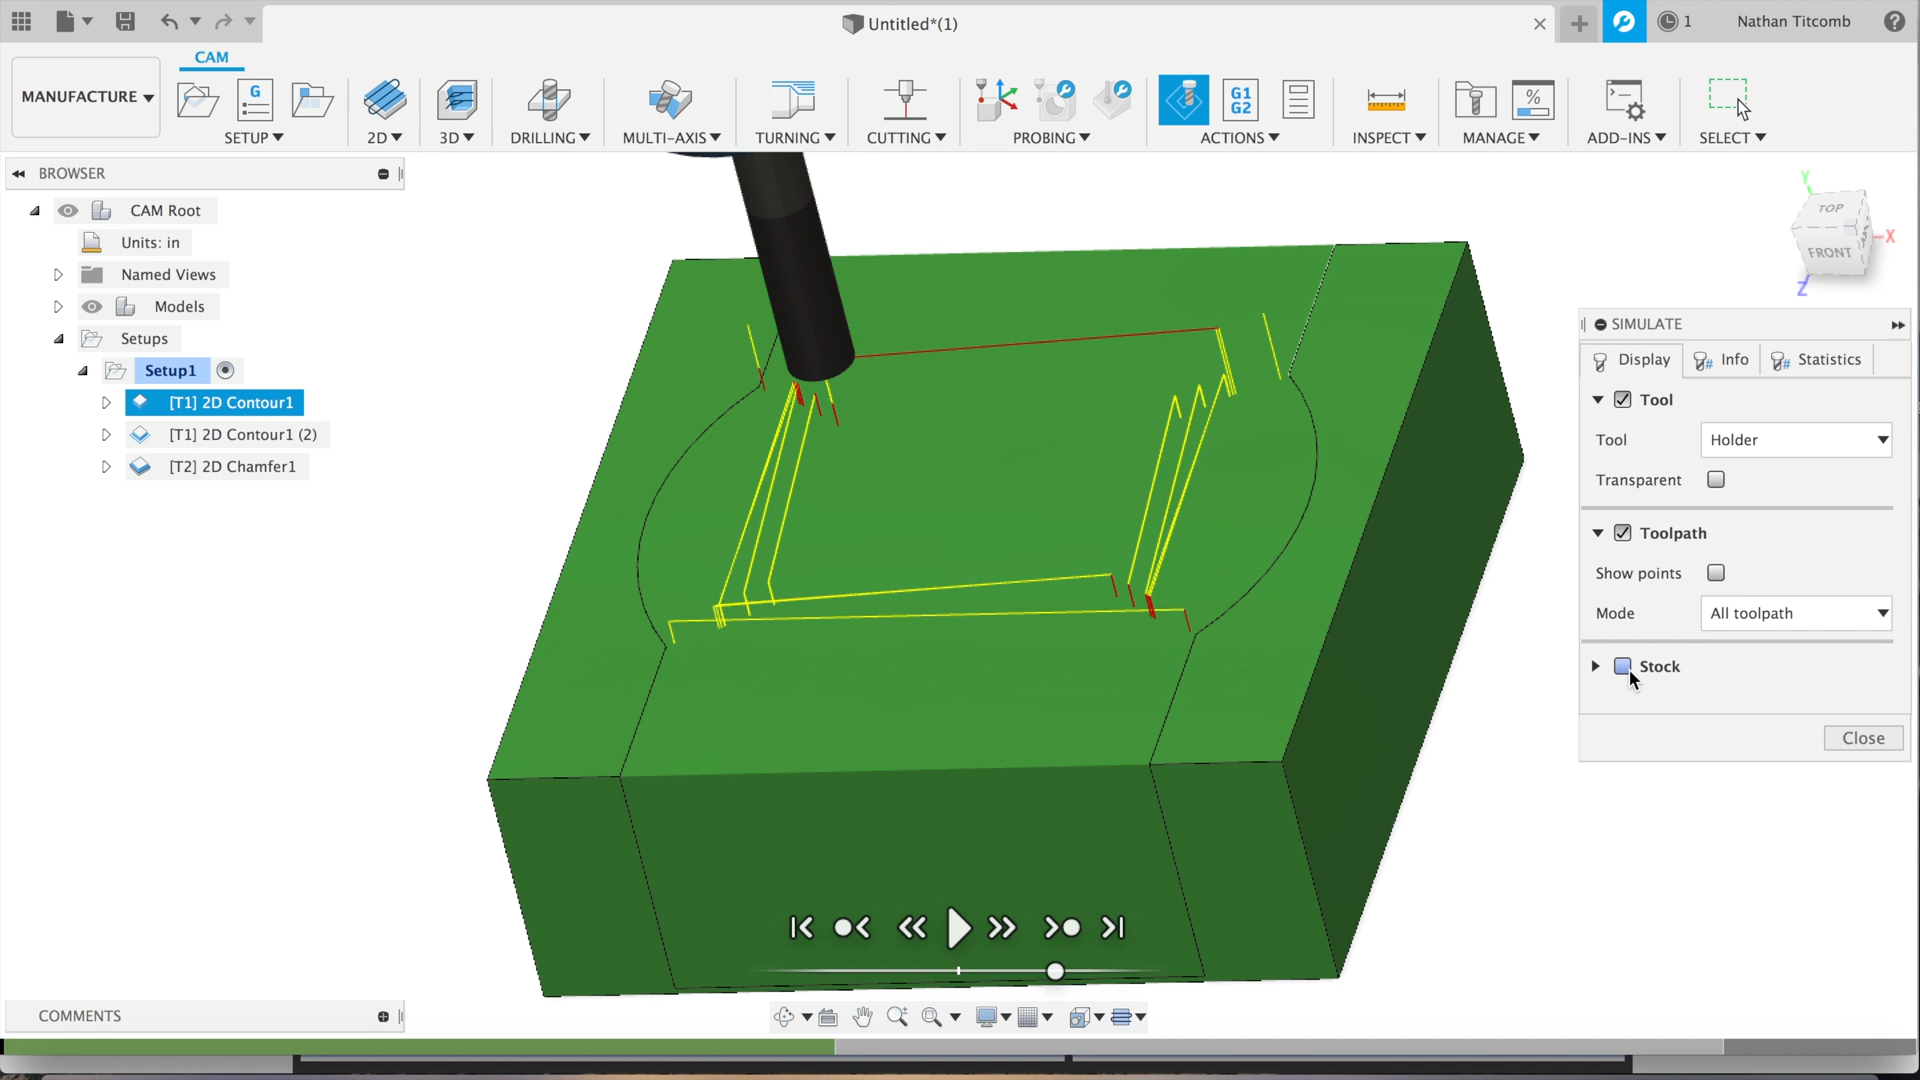 Untitled*(1)
1
Nathan Titcomb
CAM
MANUFACTURE
G
G1
G2
%
SETUP
2D
3D
DRILLING
MULTI-AXIS
TURNING
CUTTING
PROBING
ACTIONS
INSPECT
MANAGE
ADD-INS
SELECT
BROWSER
CAM Root
Units: in
Named Views
Models
Setups
Setup1
[T1] 2D Contour1
[T1] 2D Contour1 (2)
[T2] 2D Chamfer1
Y
TOP
FRONT
X
Z
SIMULATE
Display
Info
Statistics
Tool
Tool
Holder
Transparent
Toolpath
Show points
Mode
All toolpath
Stock
Close
COMMENTS